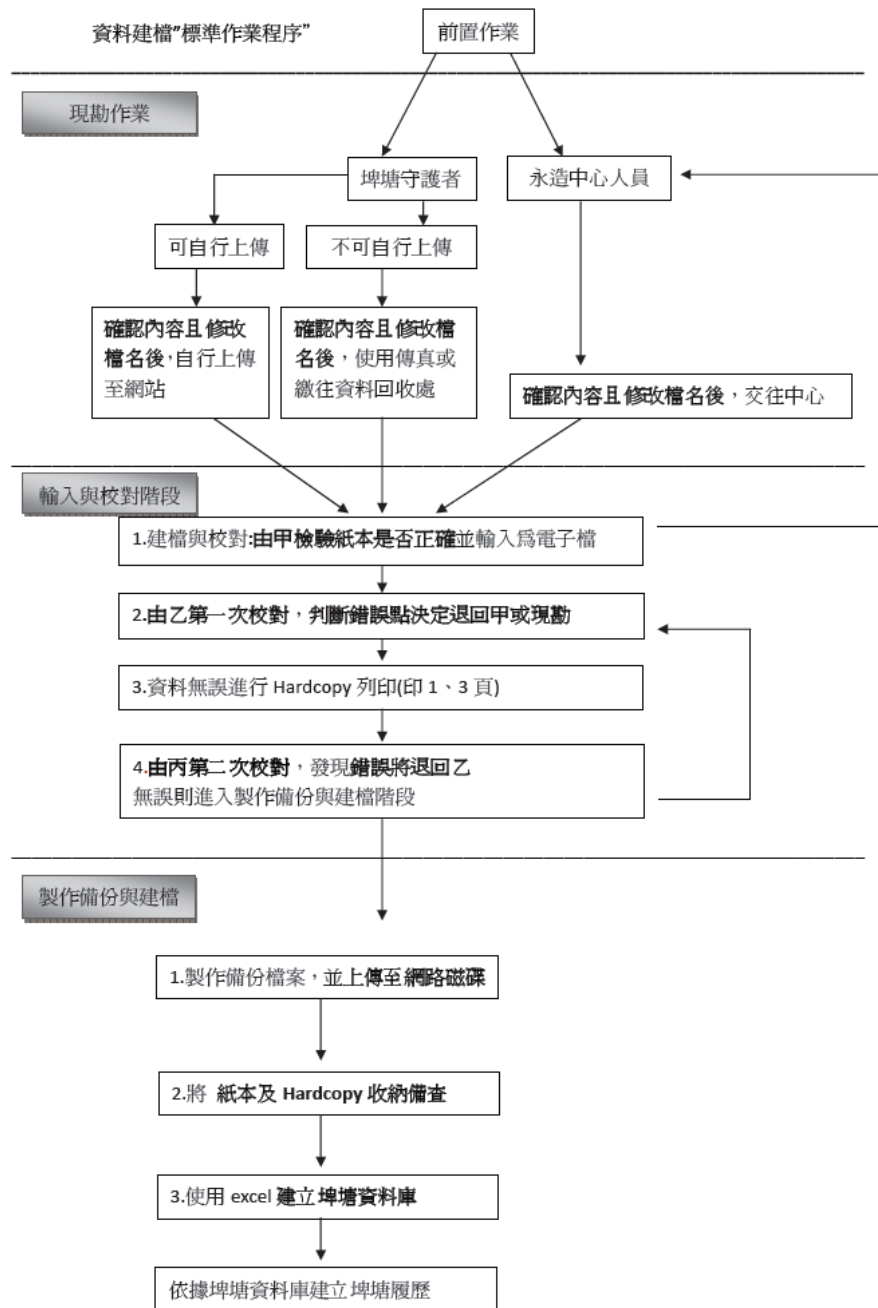 資料建檔”標準作業程序”
前置作業
現勘作業
埤塘守護者
永造中心人員
可自行上傳
不可自行上傳
確認內容且修改
檔名後，自行上傳
至網站
確認內容且修改檔
名後，使用傳真或
繳往資料回收處
確認內容且修改檔名後，交往中心
輸入與校對階段
1.建檔與校對:由甲檢驗紙本是否正確並輸入為電子檔
2.由乙第一次校對，判斷錯誤點決定退回甲或現勘
3.資料無誤進行 Hardcopy 列印(印 1、3 頁)
4.由丙第二次校對，發現錯誤將退回乙
無誤則進入製作備份與建檔階段
製作備份與建檔
1.製作備份檔案，並上傳至網路磁碟
2.將 紙本及 Hardcopy 收納備查
3.使用 excel 建立埤塘資料庫
依據埤塘資料庫建立埤塘履歷